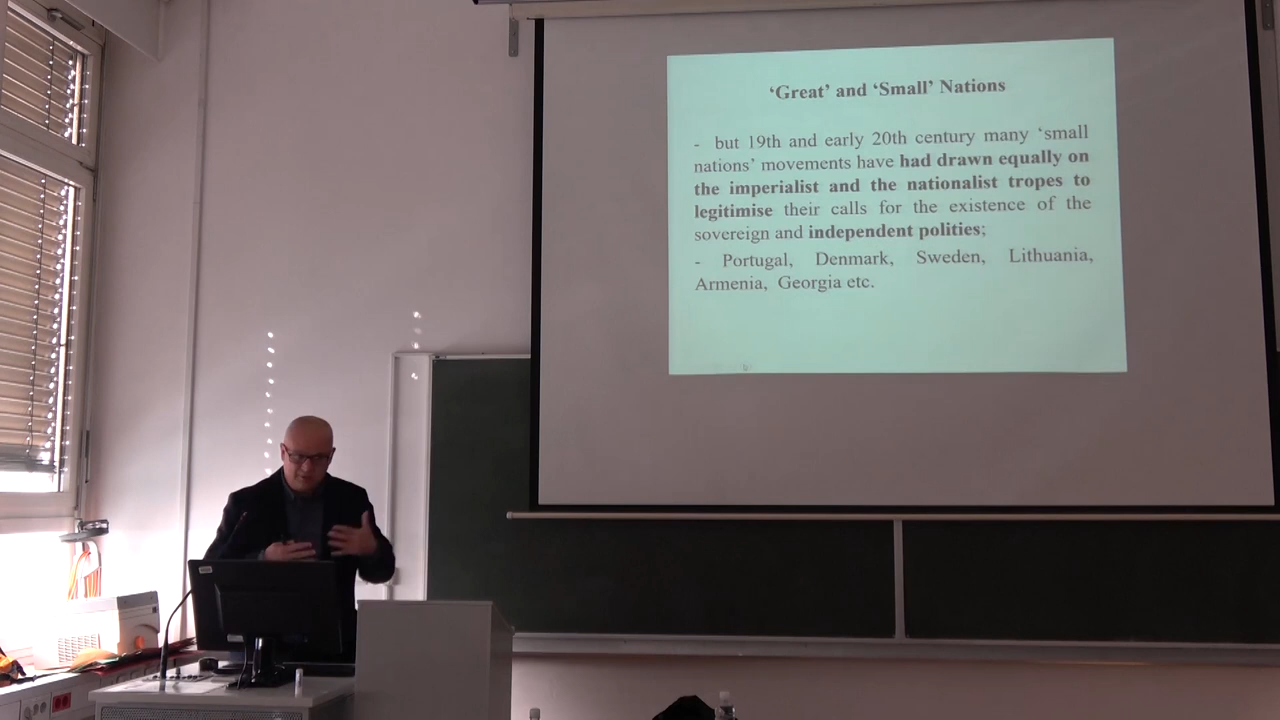 ‘Great’ and ‘Small’ Nations
- but 19th and early 20th century many ‘small
nations’ movements have had drawn equally on
the imperialist and the nationalist tropes to
legitimise their calls for the existence of the
sovereign and independent polities;
- Portugal, Denmark, Sweden, Lithuania,
Armenia, Georgia etc.